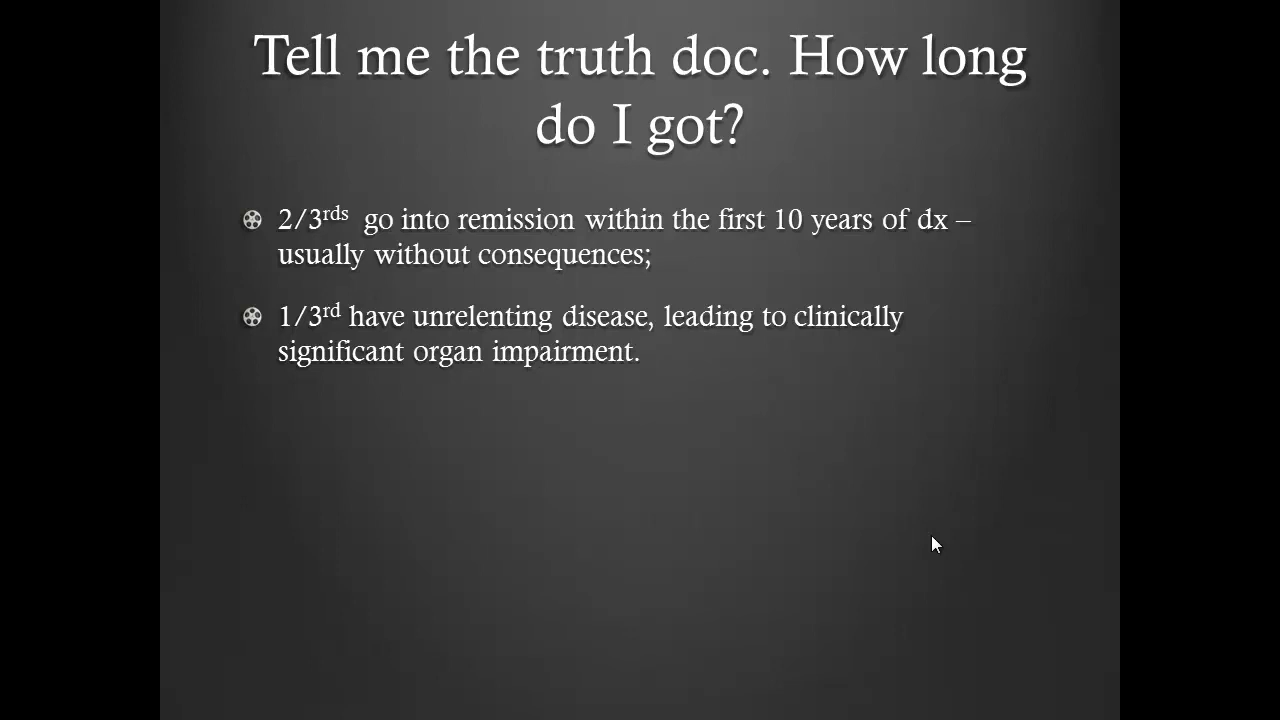 Tell me the truth doc. How long
do I got?
2/3rds go into remission within the first 10 years of dx –
usually without consequences;
1/3rd have unrelenting disease, leading to clinically
significant organ impairment.